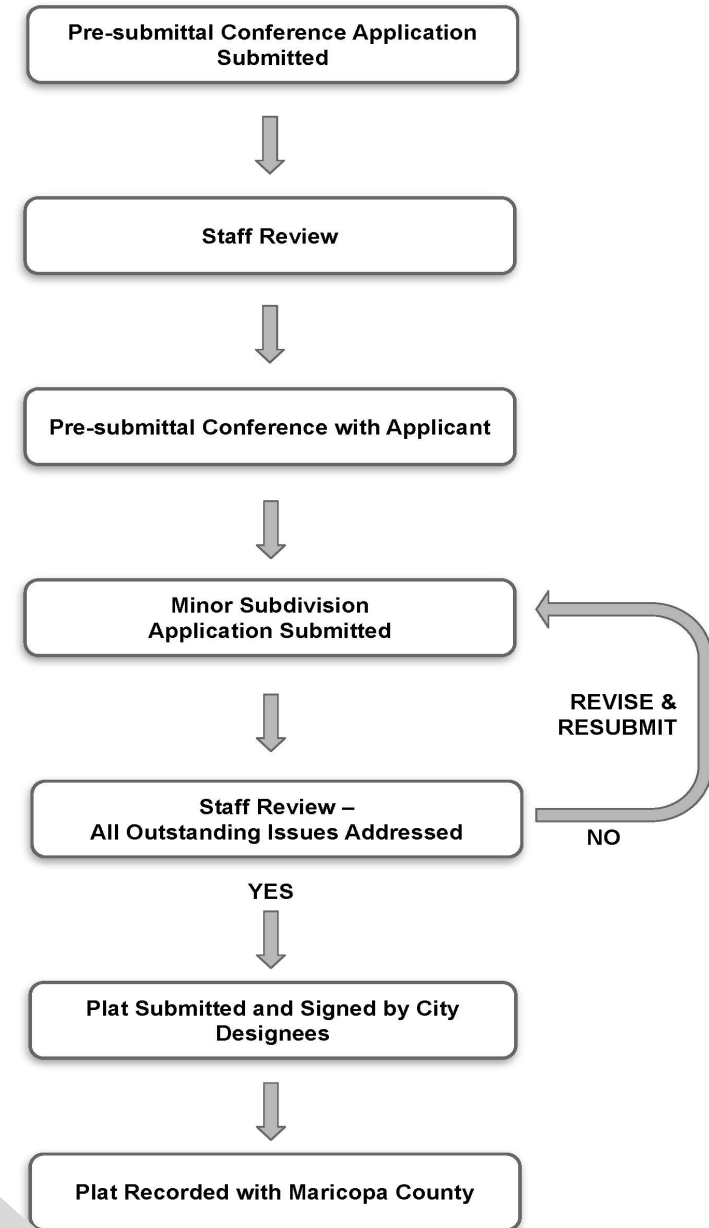 Pre-submittal Conference Application
Submitted
Staff Review
Pre-submittal Conference with Applicant
Minor Subdivision
Application Submitted
REVISE &
RESUBMIT
Staff Review –
All Outstanding Issues Addressed
NO
YES
Plat Submitted and Signed by City
Designees
Plat Recorded with Maricopa County